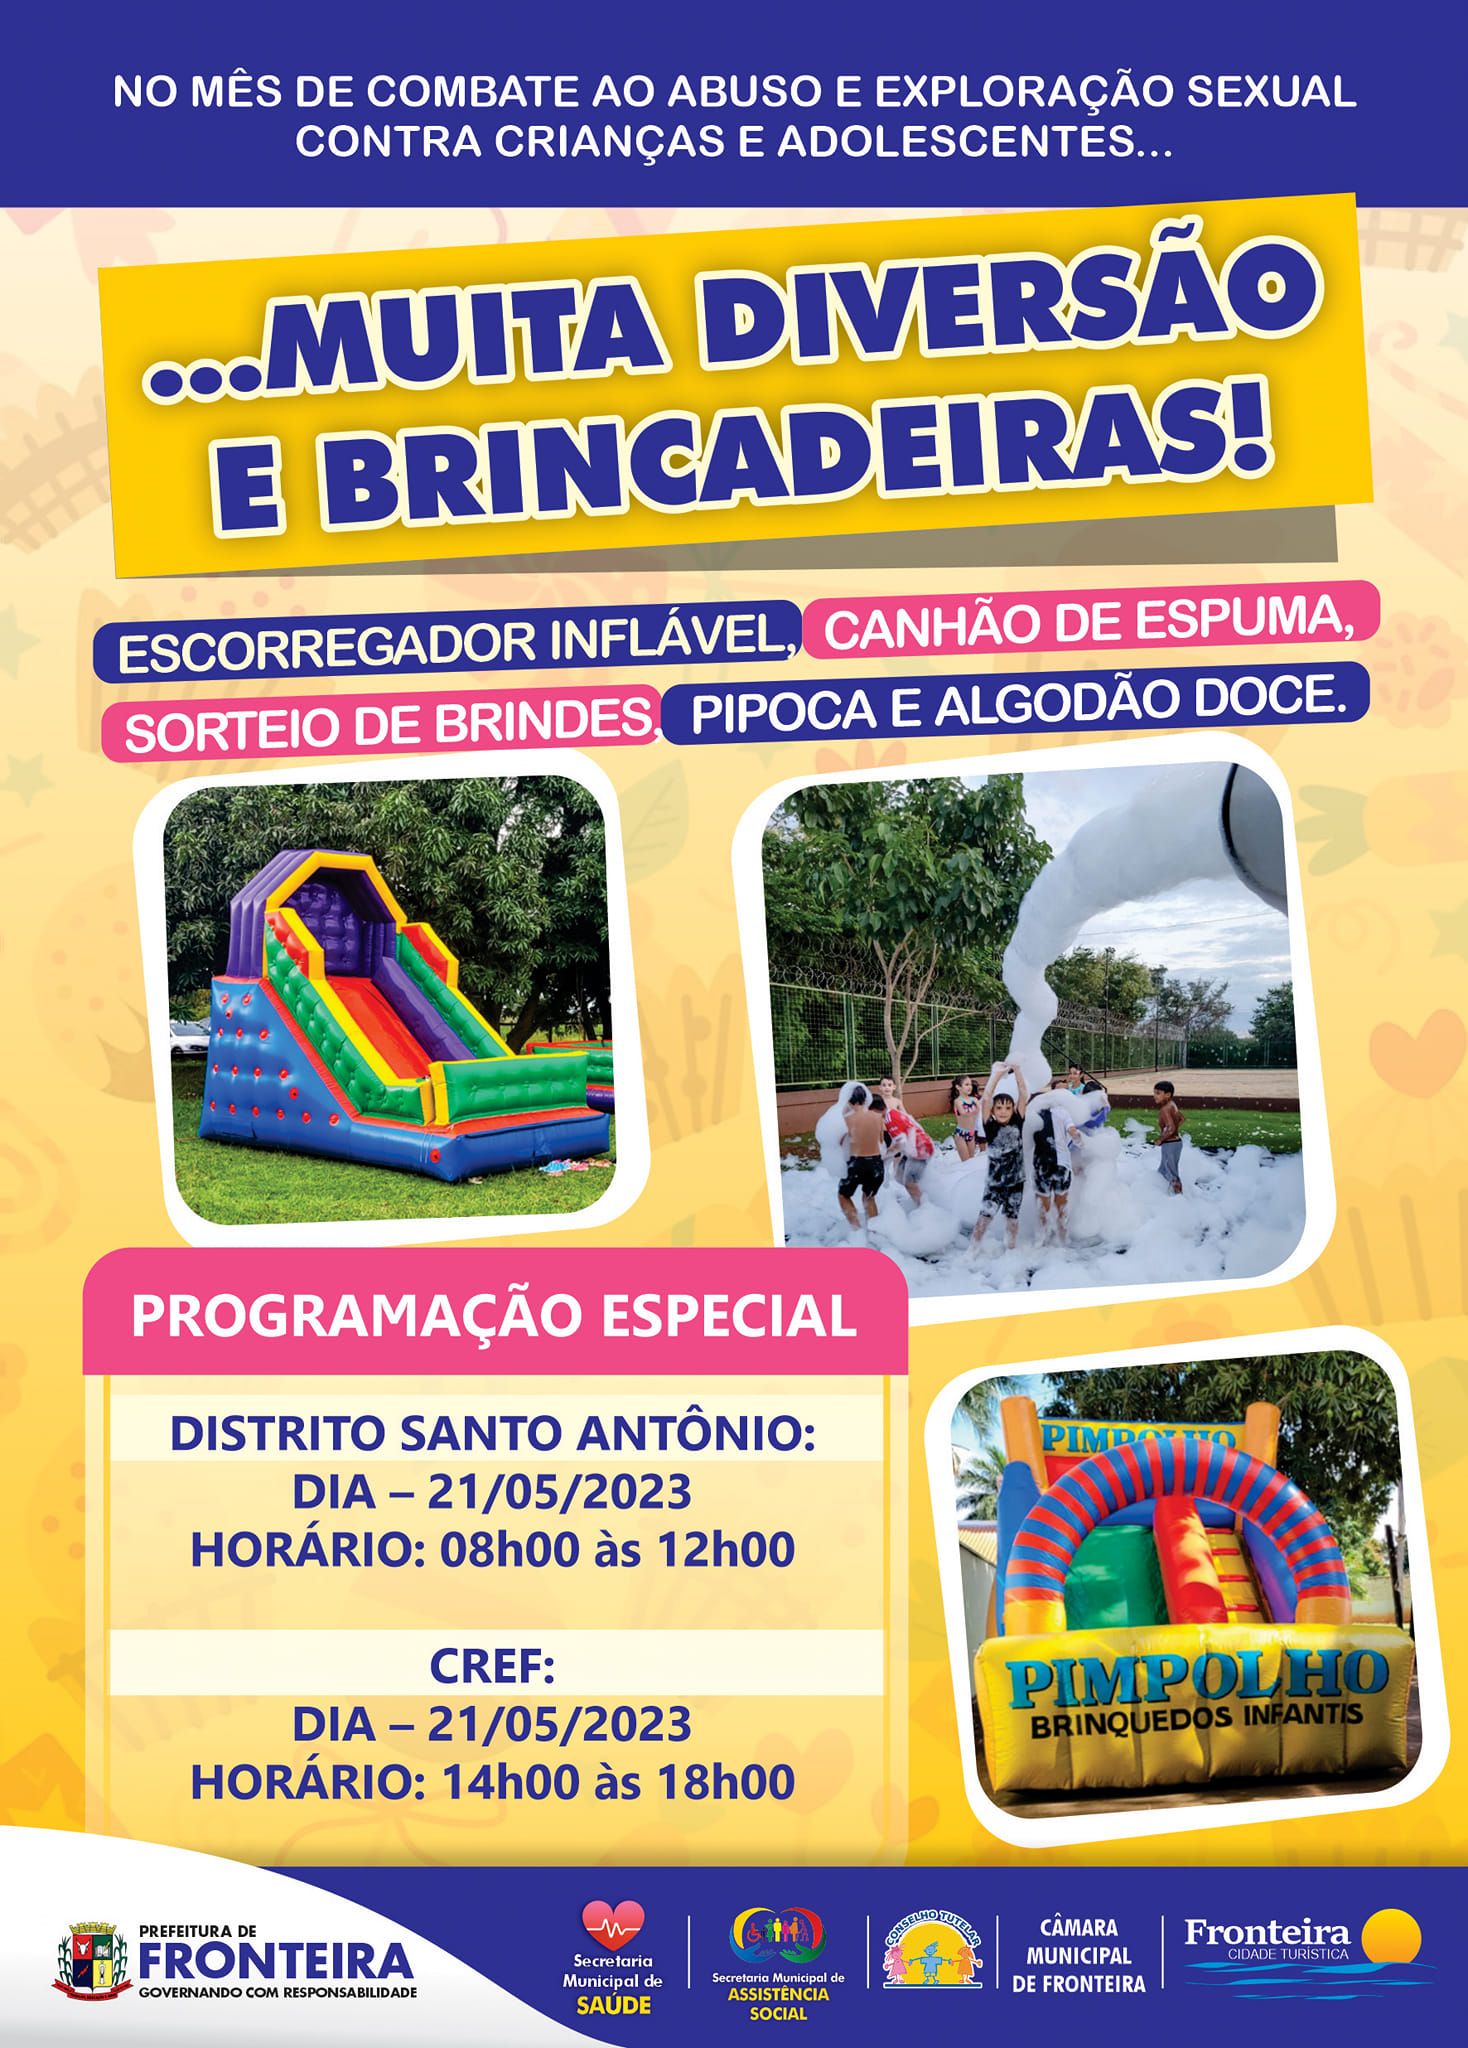 NO MÊS DE COMBATE AO ABUSO E EXPLORAÇÃO SEXUAL
CONTRA CRIANÇAS E ADOLESCENTES...
...MUITA DIVERSÃO
E BRINCADEIRAS!
ESCORREGADOR INFLÁVEL, CANHÃO DE ESPUMA,
SORTEIO DE BRINDES, PIPOCA E ALGODÃO DOCE.
PROGRAMAÇÃO ESPECIAL
DISTRITO SANTO ANTÔNIO:
DIA – 21/05/2023
HORÁRIO: 08h00 às 12h00
CREF:
DIA – 21/05/2023
HORÁRIO: 14h00 às 18h00
PIMPOLHO
PIMPOLHO
BRINQUEDOS INFANTIS
PREFEITURA DE
FRONTEIRA
GOVERNANDO COM RESPONSABILIDADE
Secretaria
Municipal de
SAÚDE
Secretaria Municipal de
ASSISTÊNCIA
SOCIAL
CONSELHO TUTELAR
CÂMARA
MUNICIPAL
DE FRONTEIRA
Fronteira
CIDADE TURÍSTICA